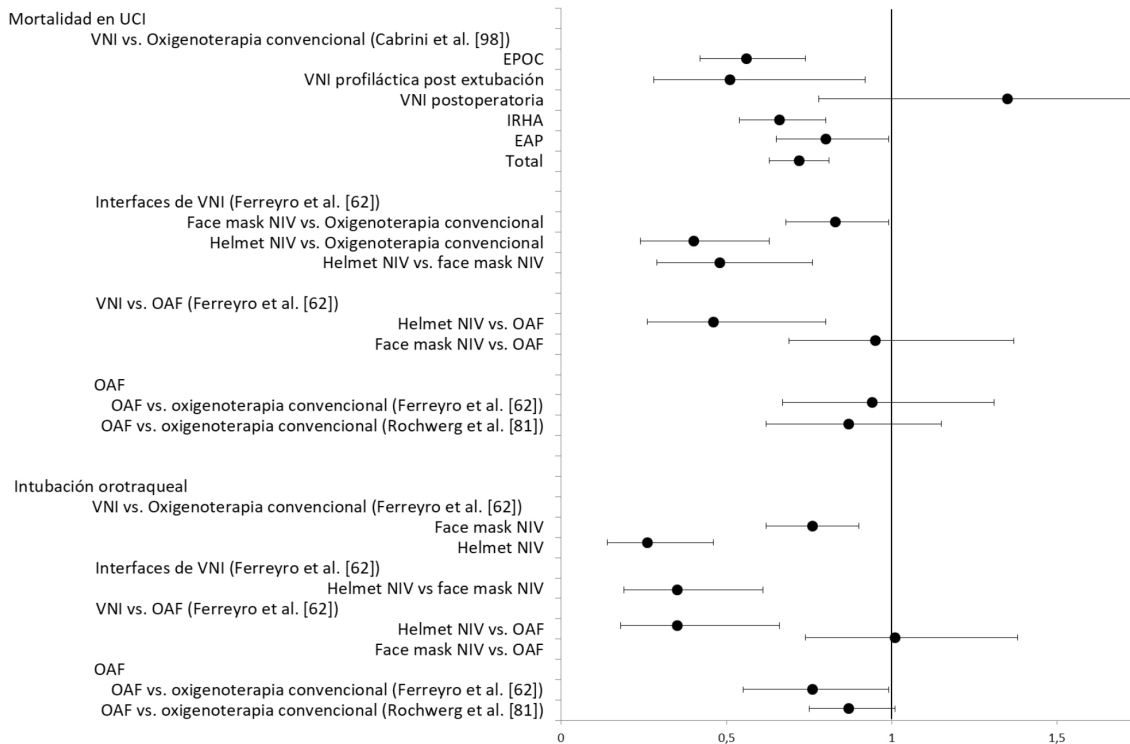 Mortalidad en UCI
VNI vs. Oxigenoterapia convencional (Cabrini et al. [98])
EPOC
VNI profiláctica post extubación
VNI postoperatoria
IRHA
EAP
Total
Interfaces de VNI (Ferreyro et al. [62])
Face mask NIV vs. Oxigenoterapia convencional
Helmet NIV vs. Oxigenoterapia convencional
Helmet NIV vs. face mask NIV
VNI vs. OAF (Ferreyro et al. [62])
Helmet NIV vs. OAF
Face mask NIV vs. OAF
OAF
OAF vs. oxigenoterapia convencional (Ferreyro et al. [62])
OAF vs. oxigenoterapia convencional (Rochwerg et al. [81])
Intubación orotraqueal
VNI vs. Oxigenoterapia convencional (Ferreyro et al. [62])
Face mask NIV
Helmet NIV
Interfaces de VNI (Ferreyro et al. [62])
Helmet NIV vs face mask NIV
VNI vs. OAF (Ferreyro et al. [62])
Helmet NIV vs. OAF
Face mask NIV vs. OAF
OAF
OAF vs. oxigenoterapia convencional (Ferreyro et al. [62])
OAF vs. oxigenoterapia convencional (Rochwerg et al. [81])
0 0,5 1 1,5